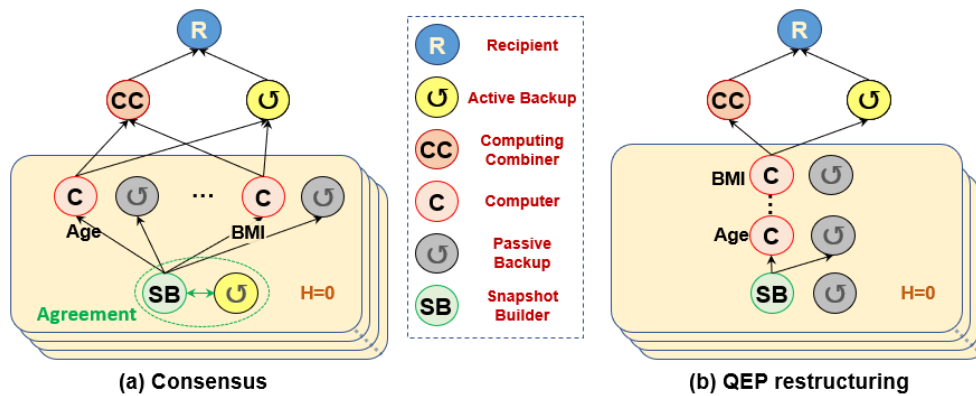 R
CC
↺
C
↺
...
C
↺
Age
BMI
SB
↺
Agreement
H=0
(a) Consensus
R
Recipient
↺
Active Backup
CC
Computing
Combiner
C
Computer
↺
Passive
Backup
SB
Snapshot
Builder
R
CC
↺
BMI
C
↺
Age
C
↺
SB
↺
H=0
(b) QEP restructuring